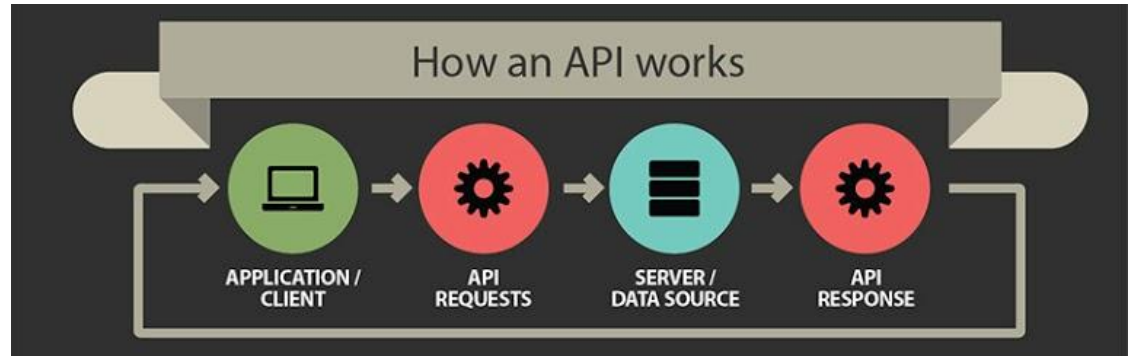 How an API works
APPLICATION /
CLIENT
API
REQUESTS
SERVER /
DATA SOURCE
API
RESPONSE